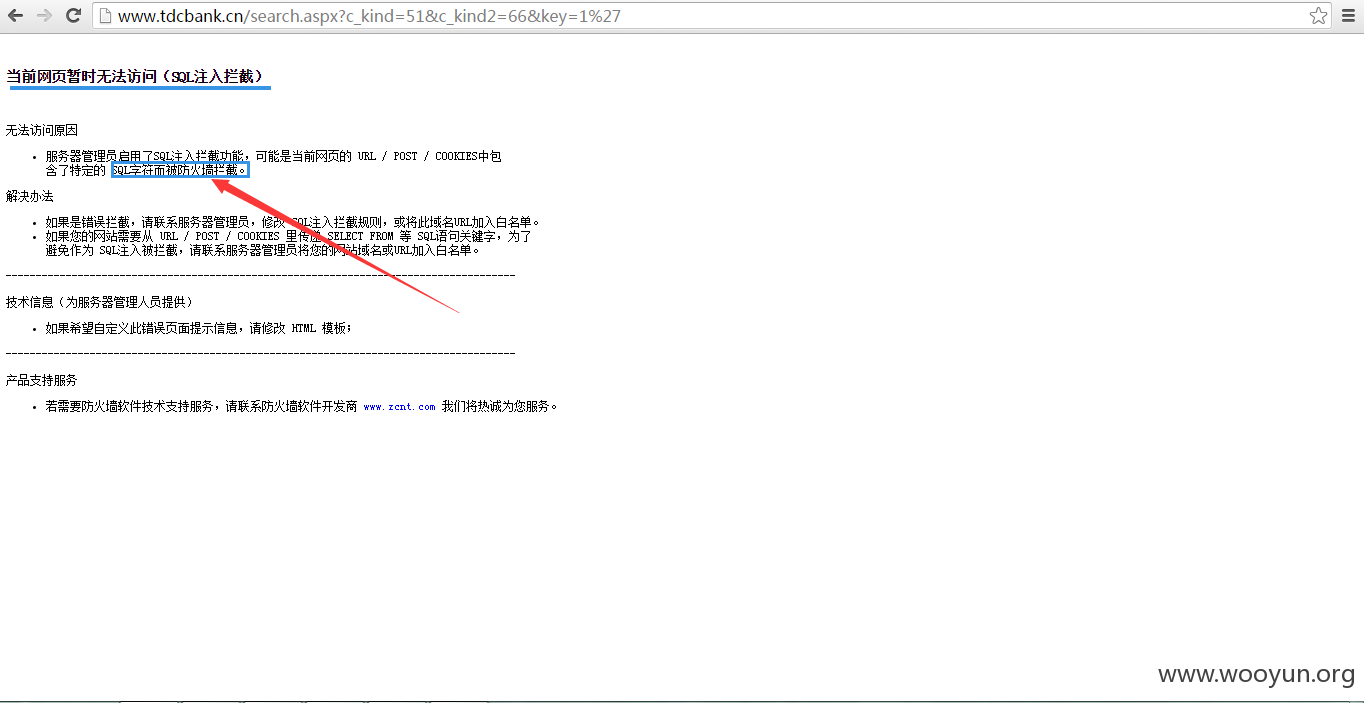 www.tdcbank.cn/search.aspx?c_kind=51&c_kind2=66&key=1%27
当前网页暂时无法访问（SQL注入拦截）
无法访问原因
服务器管理员启用了SQL注入拦截功能，可能是当前网页的 URL / POST / COOKIES中包
含了特定的 SQL字符而被防火墙拦截。
解决办法
如果是错误拦截，请联系服务器管理员，修改 SQL注入拦截规则，或将此域名URL加入白名单。
如果您的网站需要从 URL / POST / COOKIES 里传递 SELECT FROM 等 SQL语句关键字，为了
避免作为 SQL注入被拦截，请联系服务器管理员将您的网站域名或URL加入白名单。
技术信息（为服务器管理人员提供）
如果希望自定义此错误页面提示信息，请修改 HTML 模板；
产品支持服务
若需要防火墙软件技术支持服务，请联系防火墙软件开发商 www.zcnt.com 我们将热诚为您服务。
www.wooyun.org